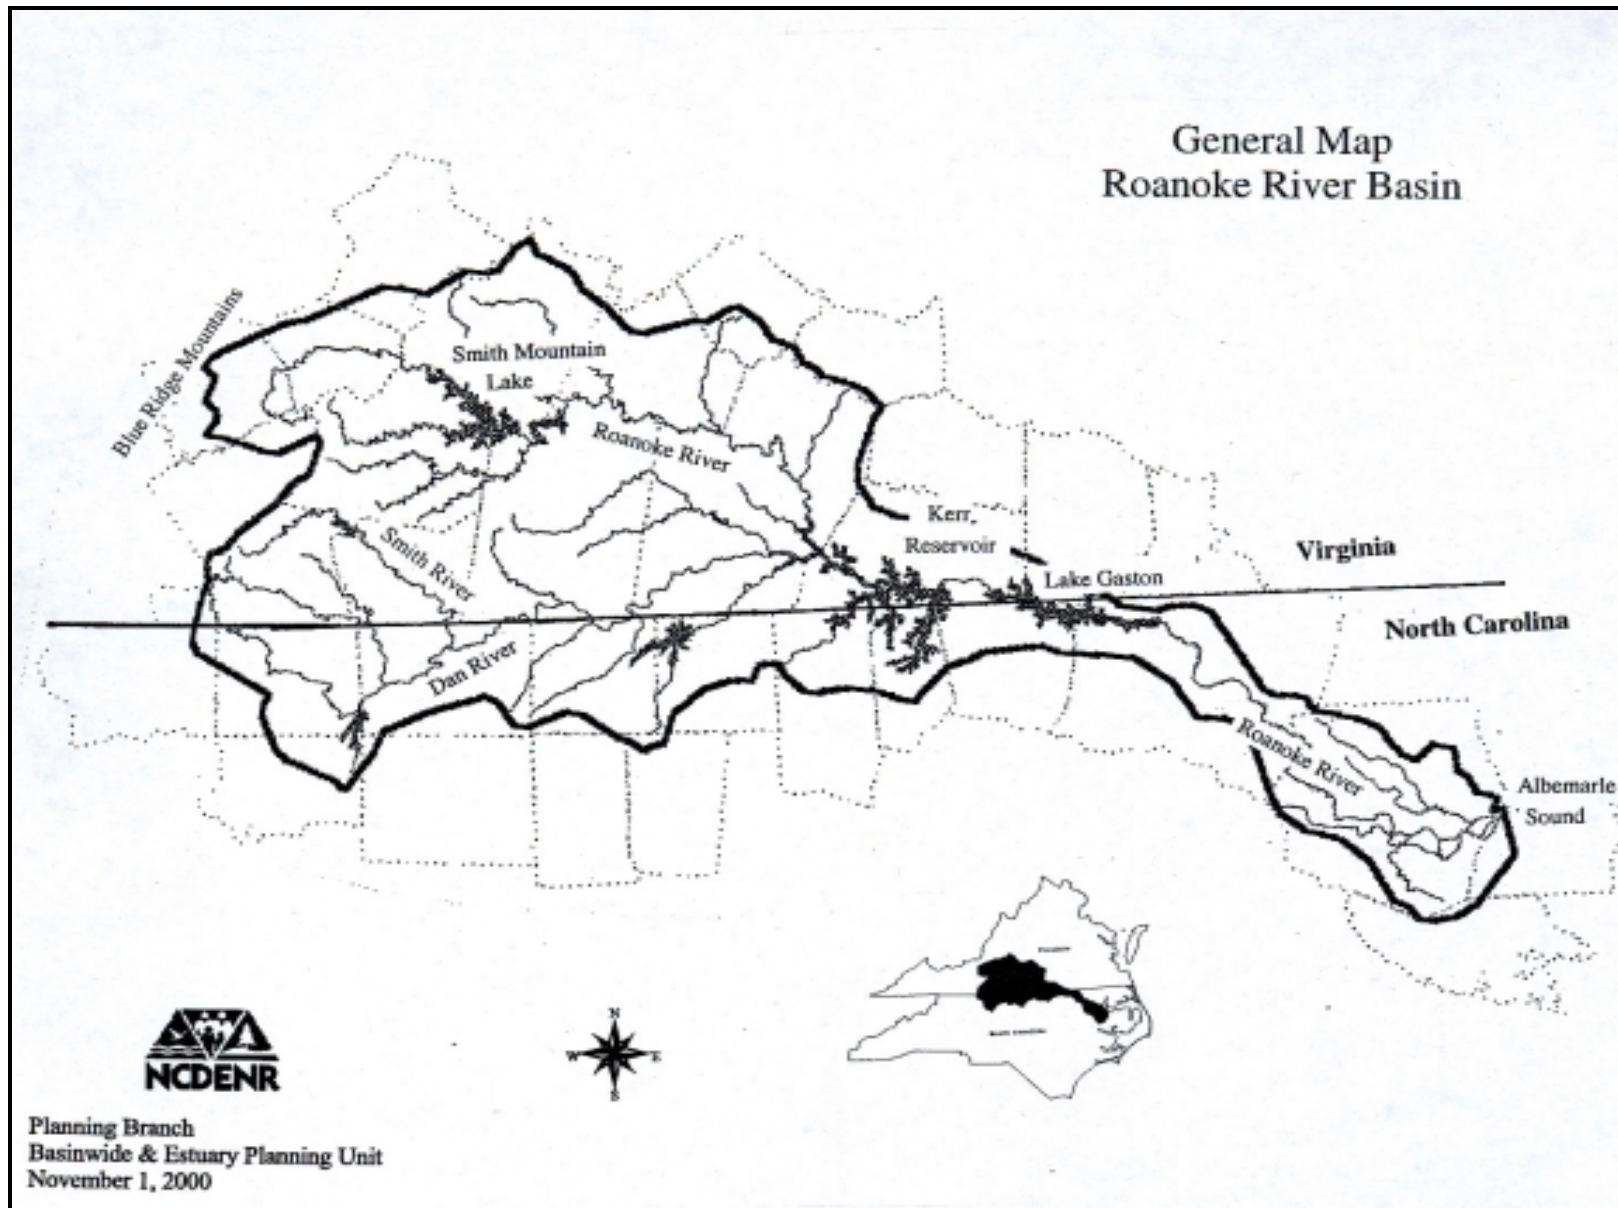 General Map
Roanoke River Basin
Blue Ridge Mountains
Smith Mountain
Lake
Roanoke River
Kerr
Reservoir
Virginia
Smith River
Lake Gaston
North Carolina
Dan River
Roanoke River
Albemarle
Sound
N
W E
S
NCDENR
Planning Branch
Basinwide & Estuary Planning Unit
November 1, 2000